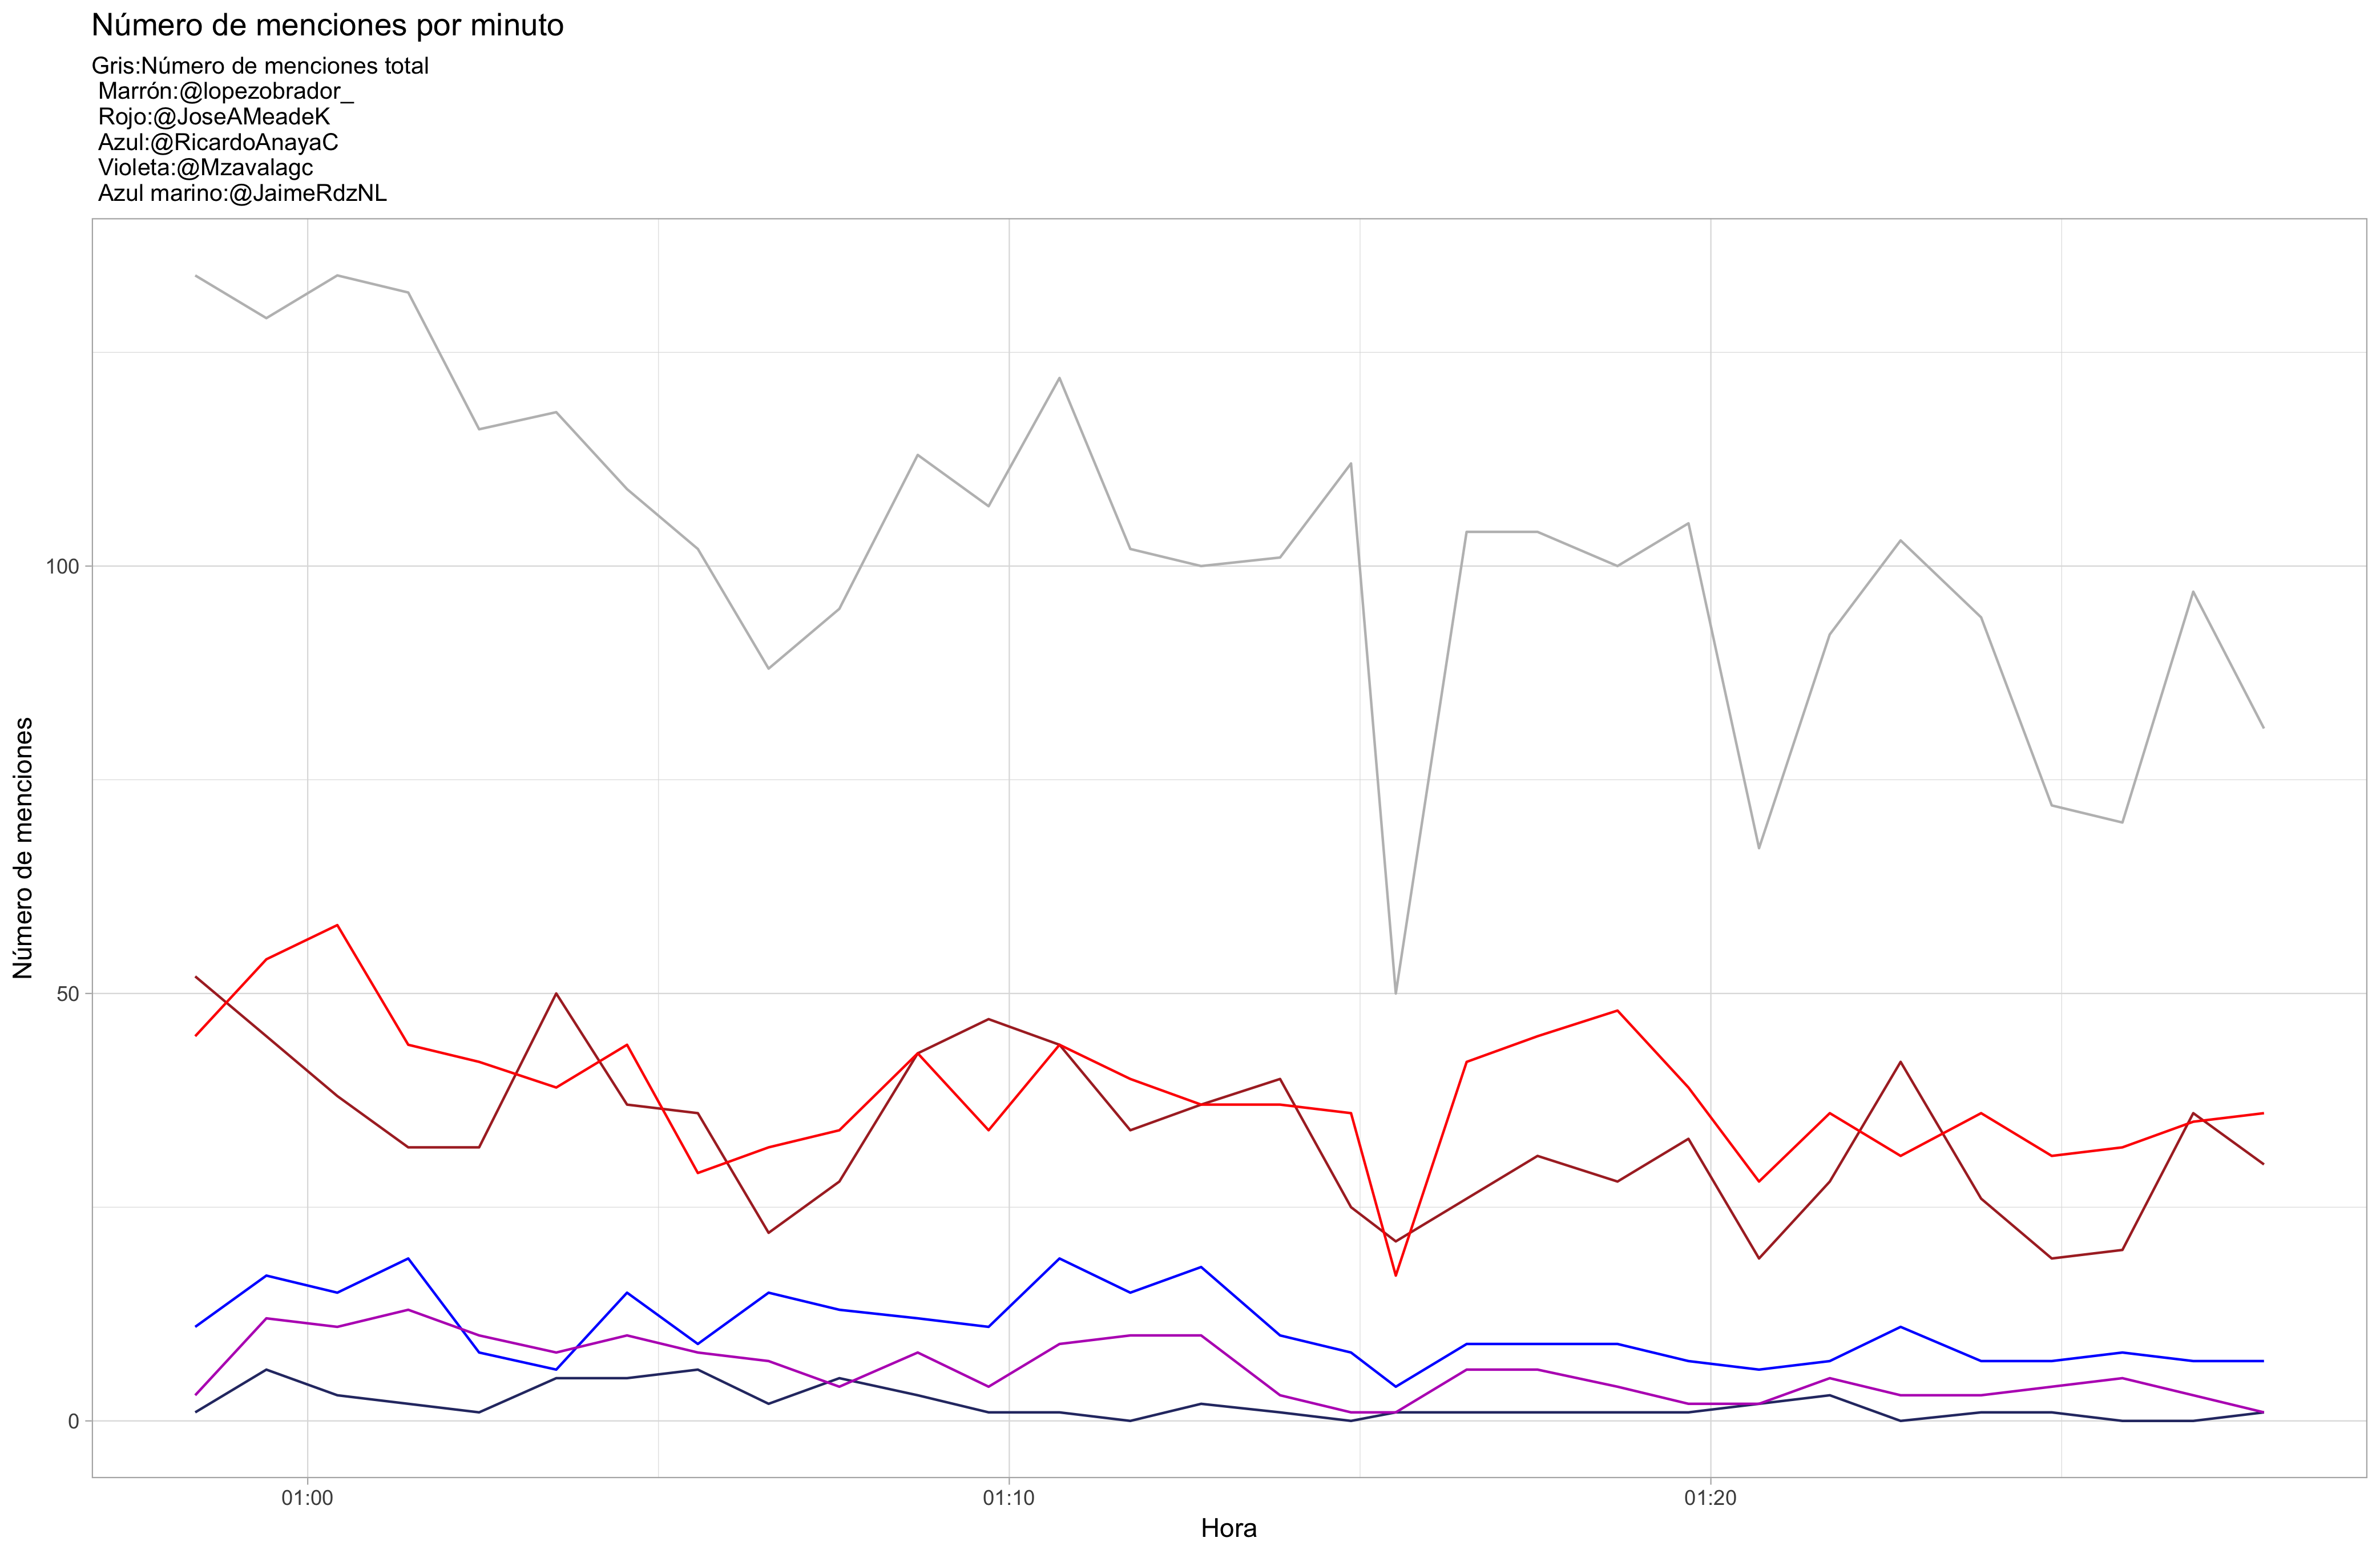 Número de menciones por minuto
Gris:Número de menciones total
Marrón:@lopezobrador_
Rojo:@JoseAMeadeK
Azul:@RicardoAnayaC
Violeta:@Mzavalagc
Azul marino:@JaimeRdzNL
Número de menciones
100
50
0
01:00
01:10
01:20
Hora